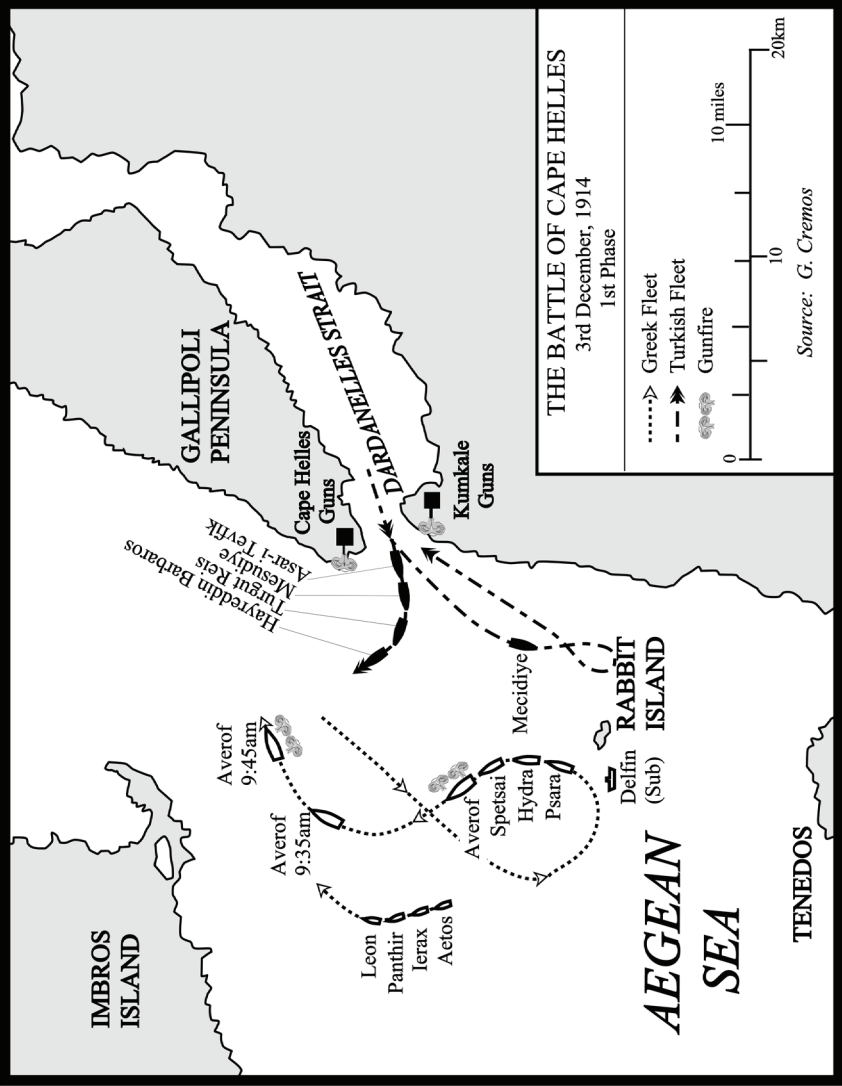 THE BATTLE OF CAPE HELLES
3rd December, 1914
1st Phase
Greek Fleet
Turkish Fleet
Gunfire
0
10
20km
10 miles
Source: G. Cremos
IMBROS
ISLAND
GALLIPOLI
PENINSULA
DARDANELLES STRAIT
Cape Helles
Guns
Kumkale
Guns
Asar-i Tevfik
Mesudiye
Turgut Reis
Hayreddin Barbaros
Averof
9:45am
Averof
9:35am
Leon
Panthir
Ierax
Aetos
Averof
Spetsai
Hydra
Psara
Mecidiye
RABBIT
ISLAND
Delfin
(Sub)
AEGEAN
SEA
TENEDOS